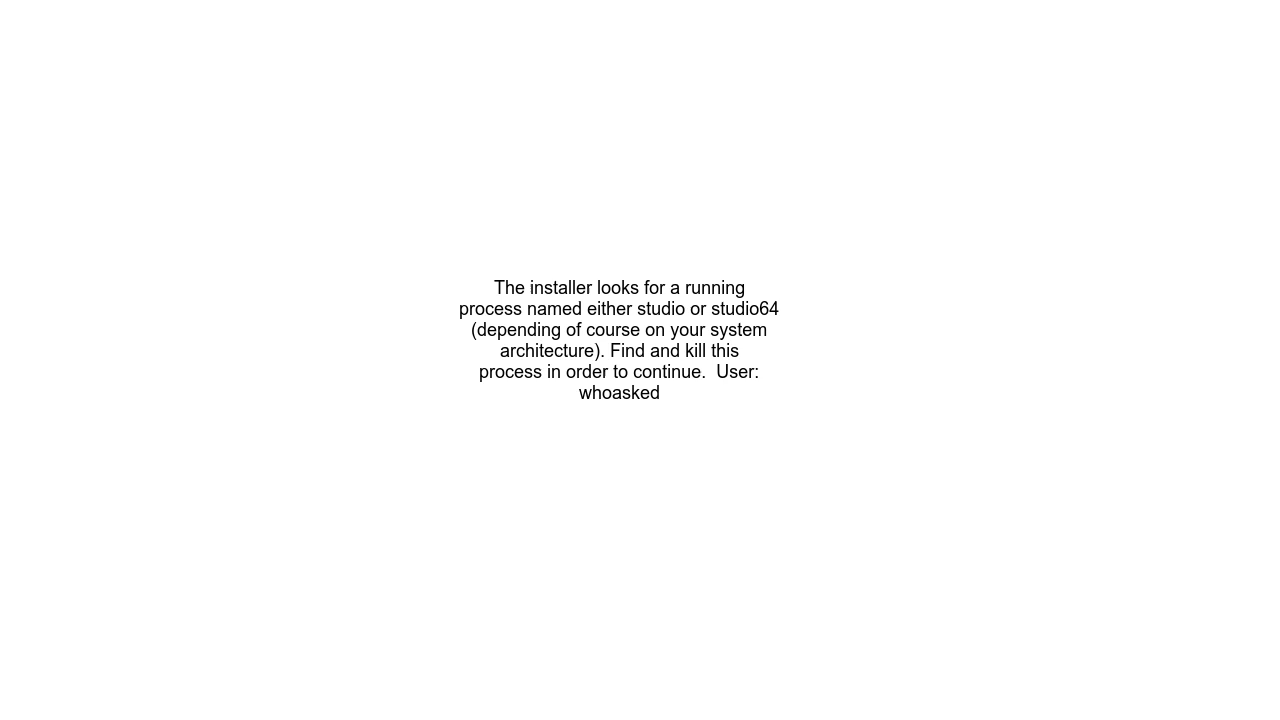 The installer looks for a running
process named either studio or studio64
(depending of course on your system
architecture). Find and kill this
process in order to continue.  User:
whoasked